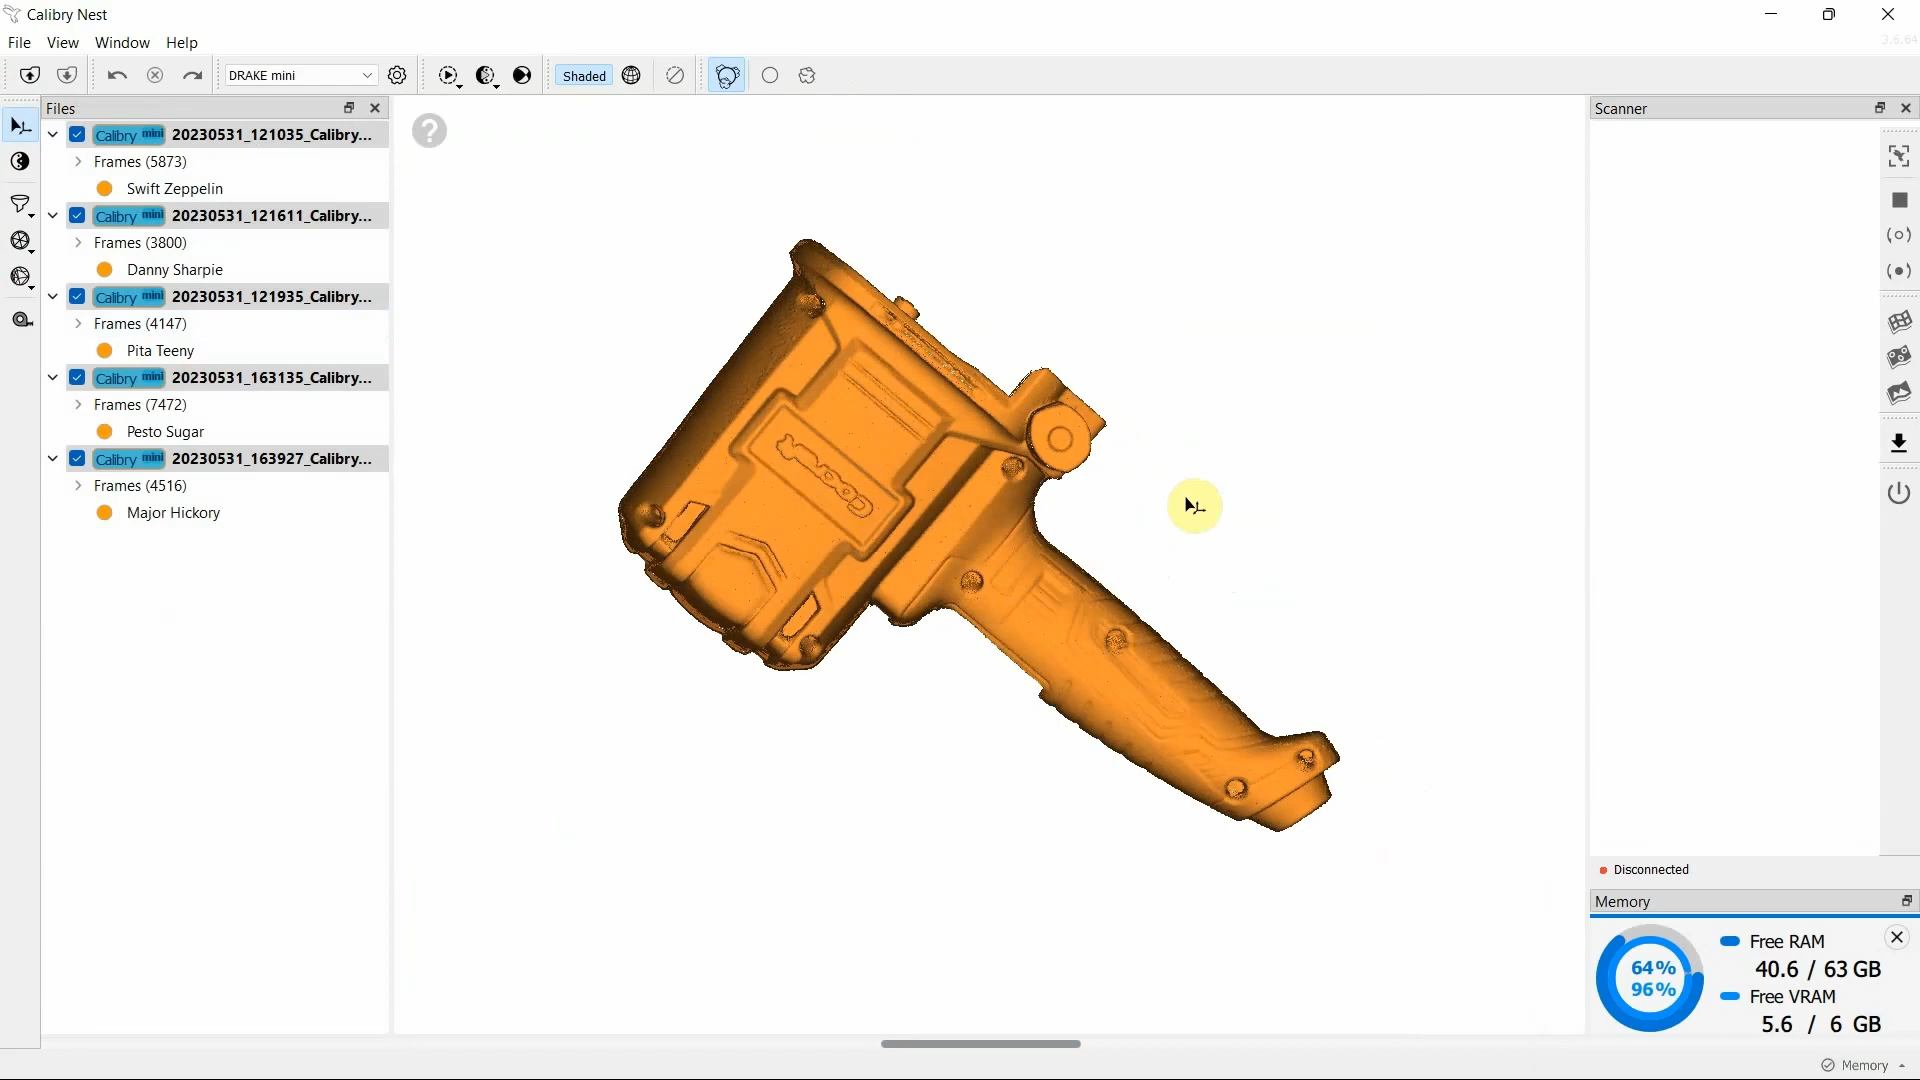 Calibry Nest
File View Window Help
3.6.64
DRAKE mini
Shaded
Files
Calibry mini 20230531_121035_Calibry...
Frames (5873)
Swift Zeppelin
Calibry mini 20230531_121611_Calibry...
Frames (3800)
Danny Sharpie
Calibry mini 20230531_121935_Calibry...
Frames (4147)
Pita Teeny
Calibry mini 20230531_163135_Calibry...
Frames (7472)
Pesto Sugar
Calibry mini 20230531_163927_Calibry...
Frames (4516)
Major Hickory
?
Scanner
Disconnected
Memory
64%
96%
Free RAM
40.6 / 63 GB
Free VRAM
5.6 / 6 GB
Memory